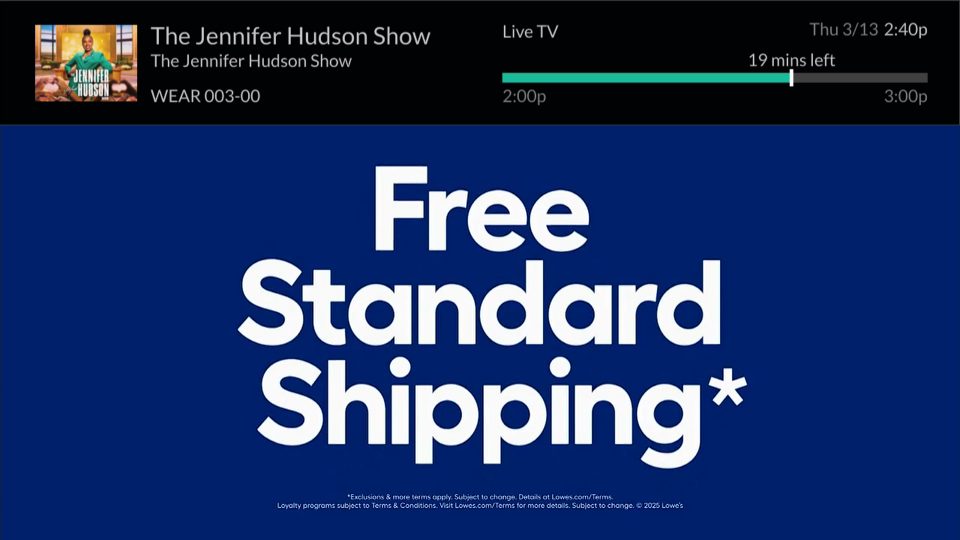 The Jennifer Hudson Show
The Jennifer Hudson Show
WEAR 003-00
JENNIFER
HUDSON
Live TV
Thu 3/13 2:40p
19 mins left
2:00p
3:00p
Free
Standard
Shipping*
*Exclusions & more terms apply. Subject to change. Details at Lowes.com/Terms.
Loyalty programs subject to Terms & Conditions. Visit Lowes.com/Terms for more details. Subject to change. © 2025 Lowe's